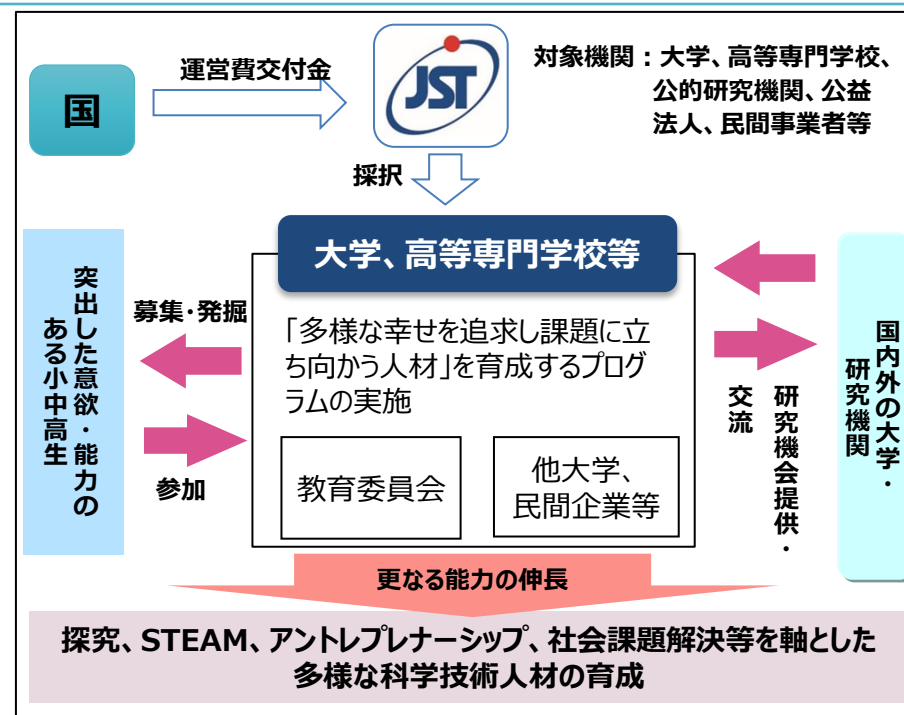 運営費交付金
国
JST
対象機関：大学、高等専門学校、
公的研究機関、公益
法人、民間事業者等
採択
大学、高等専門学校等
突出した意欲・能力の
ある小中高生
募集・発掘
参加
「多様な幸せを追求し課題に立
ち向かう人材」を育成するプログ
ラムの実施
教育委員会
他大学、
民間企業等
研究機会提供・
交流
国内外の大学・
研究機関
更なる能力の伸長
探究、STEAM、アントレプレナーシップ、社会課題解決等を軸とした
多様な科学技術人材の育成